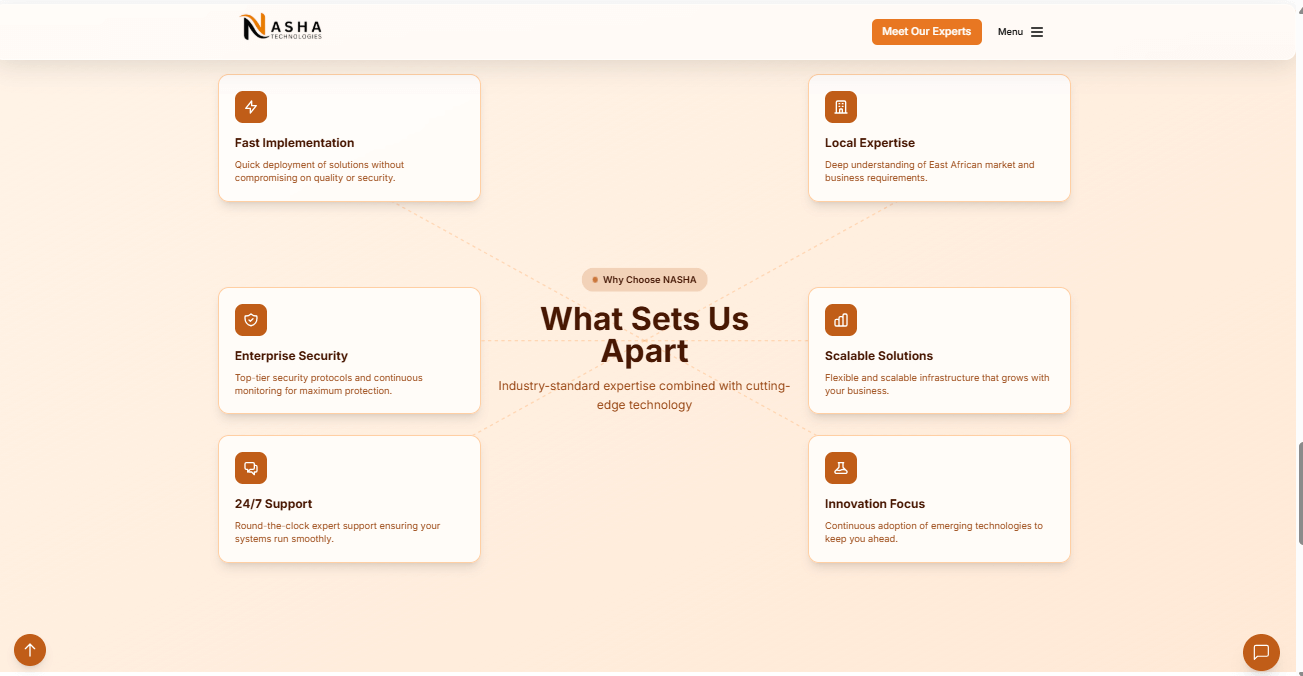 NASHA
TECHNOLOGIES
Meet Our Experts
Menu
Fast Implementation
Quick deployment of solutions without
compromising on quality or security.
Local Expertise
Deep understanding of East African market and
business requirements.
Why Choose NASHA
What Sets Us
Apart
Industry-standard expertise combined with cutting-
edge technology
Enterprise Security
Top-tier security protocols and continuous
monitoring for maximum protection.
Scalable Solutions
Flexible and scalable infrastructure that grows with
your business.
24/7 Support
Round-the-clock expert support ensuring your
systems run smoothly.
Innovation Focus
Continuous adoption of emerging technologies to
keep you ahead.